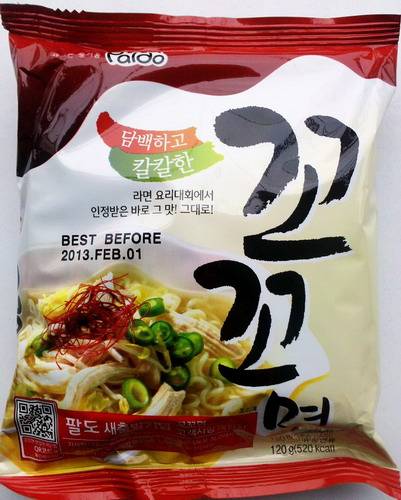 Paldo
담백하고
칼칼한
라면 요리대회에서
인정받은 바로 그 맛! 그대로!
BEST BEFORE
2013.FEB.01
꼬
꼬
면
팔도
120g(520 kcal)